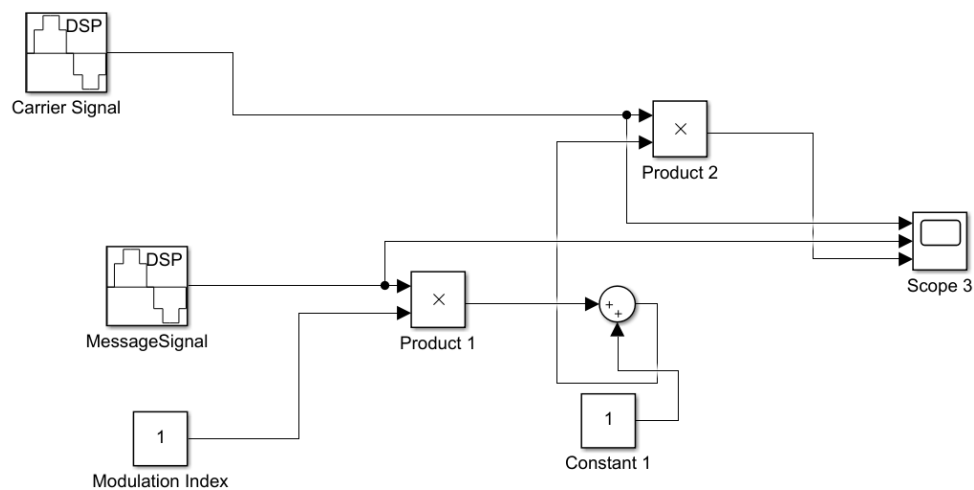 DSP
Carrier Signal
×
Product 2
DSP
MessageSignal
×
Product 1
+
+
Scope 3
1
Modulation Index
1
Constant 1